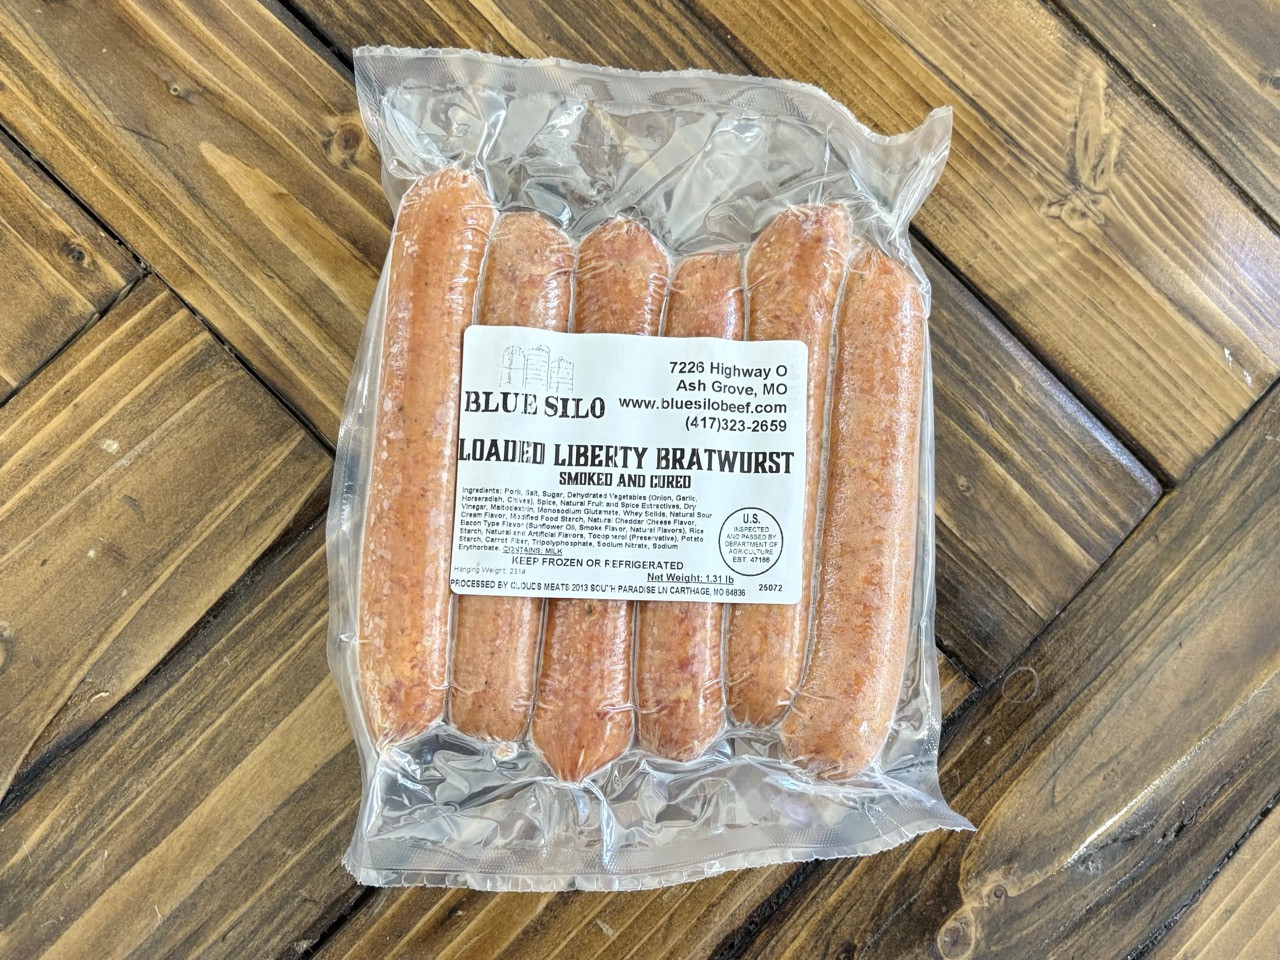 BLUE SILO
7226 Highway O
Ash Grove, MO
www.bluesilobeef.com
(417)323-2659
LOADED LIBERTY BRATWURST
SMOKED AND CURED
Ingredients: Pork, Salt, Sugar, Dehydrated Vegetables (Onion, Garlic,
Horseradish, Chives), Spice, Natural Fruit and Spice Extractives, Dry
Vinegar, Maltodextrin, Monosodium Glutamate, Whey Solids, Natural Sour
Cream Flavor, Modified Food Starch, Natural Cheddar Cheese Flavor,
Bacon Type Flavor (Sunflower Oil, Smoke Flavor, Natural Flavors), Rice
Starch, Natural and Artificial Flavors, Tocopherol (Preservative), Potato
Starch, Carrot Fiber, Tripolyphosphate, Sodium Nitrate, Sodium
Erythorbate. CONTAINS: MILK
U.S.
INSPECTED
AND PASSED BY
DEPARTMENT OF
AGRICULTURE
EST. 47186
KEEP FROZEN OR REFRIGERATED
Hanging Weight: 231#
Net Weight: 1.31 lb
PROCESSED BY CLOUDS MEATS 2013 SOUTH PARADISE LN CARTHAGE, MO 64836
25072